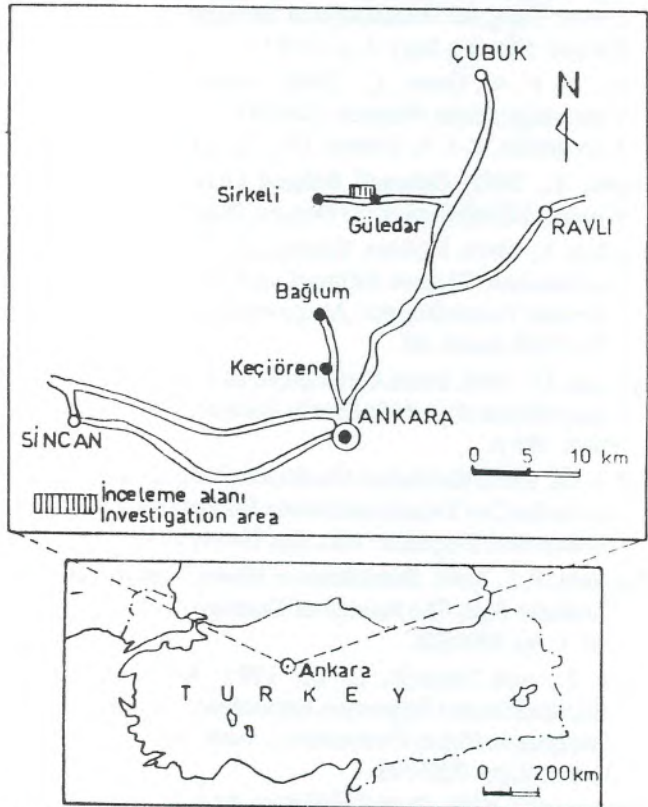 ÇUBUK
N
Sirkeli
Güledar
RAVLI
Bağlum
Keçiören
ANKARA
SİNCAN
0 5 10 km
İnceleme alanı
Investigation area
Ankara
TURKEY
0 200km